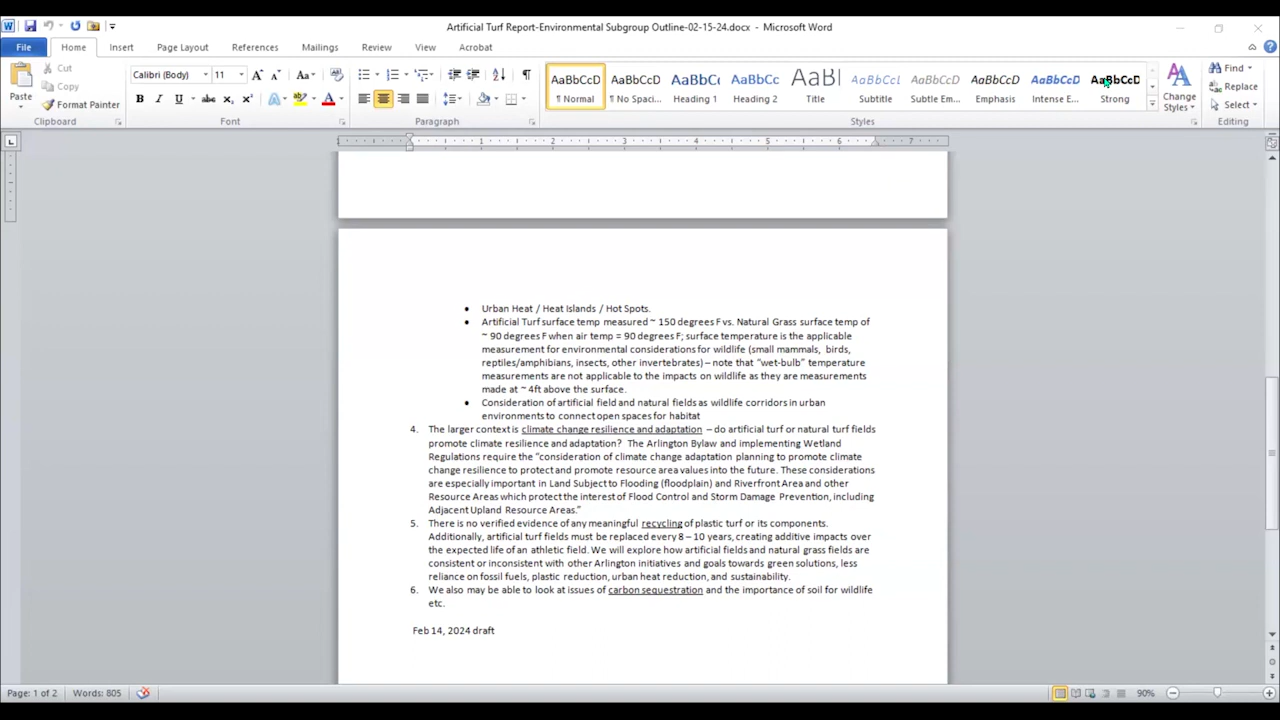 Artificial Turf Report-Environmental Subgroup Outline-02-15-24.docx - Microsoft Word
File Home Insert Page Layout References Mailings Review View Acrobat
Paste
Cut
Copy
Format Painter
Clipboard
Calibri (Body) 11
B I U abc x₂ x²
Font
Paragraph
AaBbCcD AaBbCcD AaBbCc AaBbCc AaBl AaBbCcL AaBbCcD AaBbCcD AaBbCcD AaBbCcD
¶ Normal ¶ No Spaci... Heading 1 Heading 2 Title Subtitle Subtle Em... Emphasis Intense E... Strong
Styles
Change Styles
Find
Replace
Select
Editing
1 1 2 3 4 5 6 7
• Urban Heat / Heat Islands / Hot Spots.
• Artificial Turf surface temp measured ~ 150 degrees F vs. Natural Grass surface temp of
~ 90 degrees F when air temp = 90 degrees F; surface temperature is the applicable
measurement for environmental considerations for wildlife (small mammals, birds,
reptiles/amphibians, insects, other invertebrates) – note that “wet-bulb” temperature
measurements are not applicable to the impacts on wildlife as they are measurements
made at ~ 4ft above the surface.
• Consideration of artificial field and natural fields as wildlife corridors in urban
environments to connect open spaces for habitat
4. The larger context is climate change resilience and adaptation – do artificial turf or natural turf fields
promote climate resilience and adaptation? The Arlington Bylaw and implementing Wetland
Regulations require the “consideration of climate change adaptation planning to promote climate
change resilience to protect and promote resource area values into the future. These considerations
are especially important in Land Subject to Flooding (floodplain) and Riverfront Area and other
Resource Areas which protect the interest of Flood Control and Storm Damage Prevention, including
Adjacent Upland Resource Areas.”
5. There is no verified evidence of any meaningful recycling of plastic turf or its components.
Additionally, artificial turf fields must be replaced every 8 – 10 years, creating additive impacts over
the expected life of an athletic field. We will explore how artificial fields and natural grass fields are
consistent or inconsistent with other Arlington initiatives and goals towards green solutions, less
reliance on fossil fuels, plastic reduction, urban heat reduction, and sustainability.
6. We also may be able to look at issues of carbon sequestration and the importance of soil for wildlife
etc.
Feb 14, 2024 draft
Page: 1 of 2 Words: 805 90%